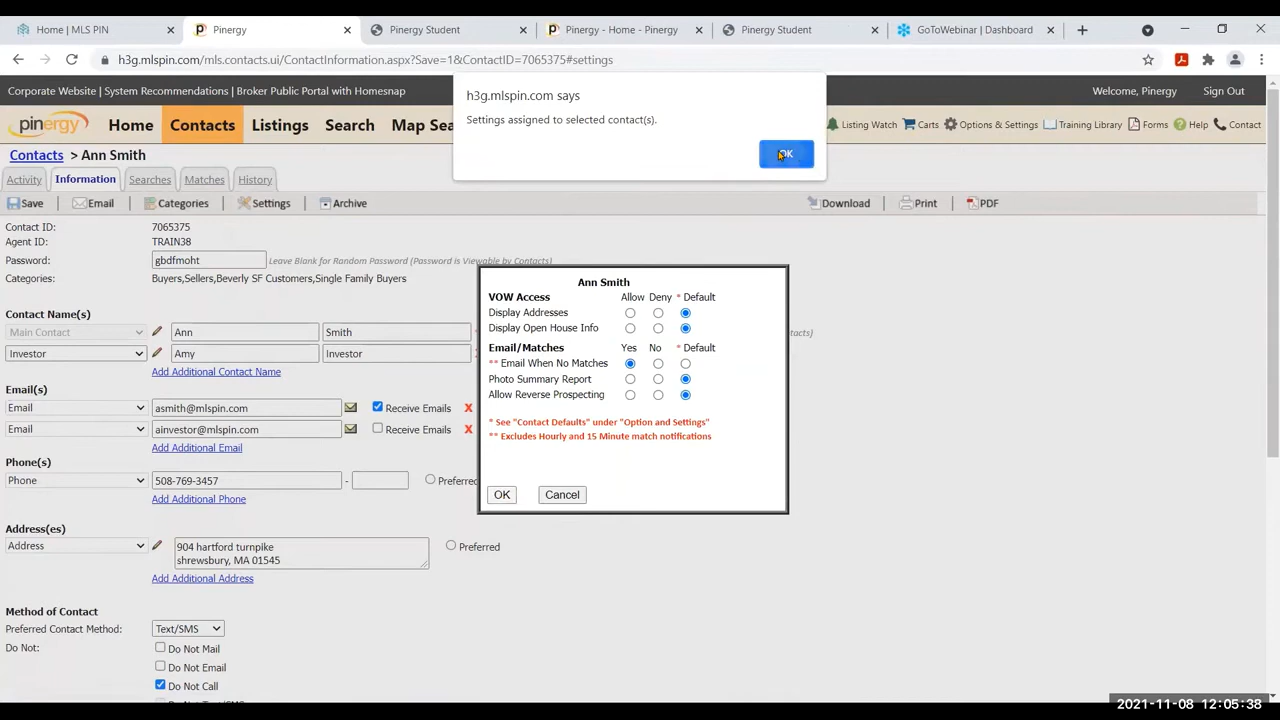 Home | MLS PIN
Pinergy
Pinergy Student
Pinergy - Home - Pinergy
Pinergy Student
GoToWebinar | Dashboard
h3g.mlspin.com/mls.contacts.ui/ContactInformation.aspx?Save=1&ContactID=7065375#settings
Corporate Website | System Recommendations | Broker Public Portal with Homesnap
Welcome, Pinergy Sign Out
h3g.mlspin.com says
Settings assigned to selected contact(s).
OK
pinergy Home Contacts Listings Search Map Sea
Listing Watch Carts Options & Settings Training Library Forms Help Contact
Contacts > Ann Smith
Activity Information Searches Matches History
Save Email Categories Settings Archive Download Print PDF
Contact ID: 7065375
Agent ID: TRAIN38
Password: gbdfmoht Leave Blank for Random Password (Password is Viewable by Contacts)
Categories: Buyers,Sellers,Beverly SF Customers,Single Family Buyers
Contact Name(s)
Main Contact Ann Smith
Investor Amy Investor
Add Additional Contact Name
Email(s)
Email asmith@mlspin.com Receive Emails X
Email ainvestor@mlspin.com Receive Emails X
Add Additional Email
Phone(s)
Phone 508-769-3457 - Preferred
Add Additional Phone
Address(es)
Address 904 hartford turnpike
shrewsbury, MA 01545
Preferred
Add Additional Address
Method of Contact
Preferred Contact Method: Text/SMS
Do Not: Do Not Mail
Do Not Email
Do Not Call
Ann Smith
VOW Access Allow Deny * Default
Display Addresses
Display Open House Info
Email/Matches Yes No * Default
** Email When No Matches
Photo Summary Report
Allow Reverse Prospecting
* See "Contact Defaults" under "Option and Settings"
** Excludes Hourly and 15 Minute match notifications
OK Cancel
2021-11-08 12:05:38